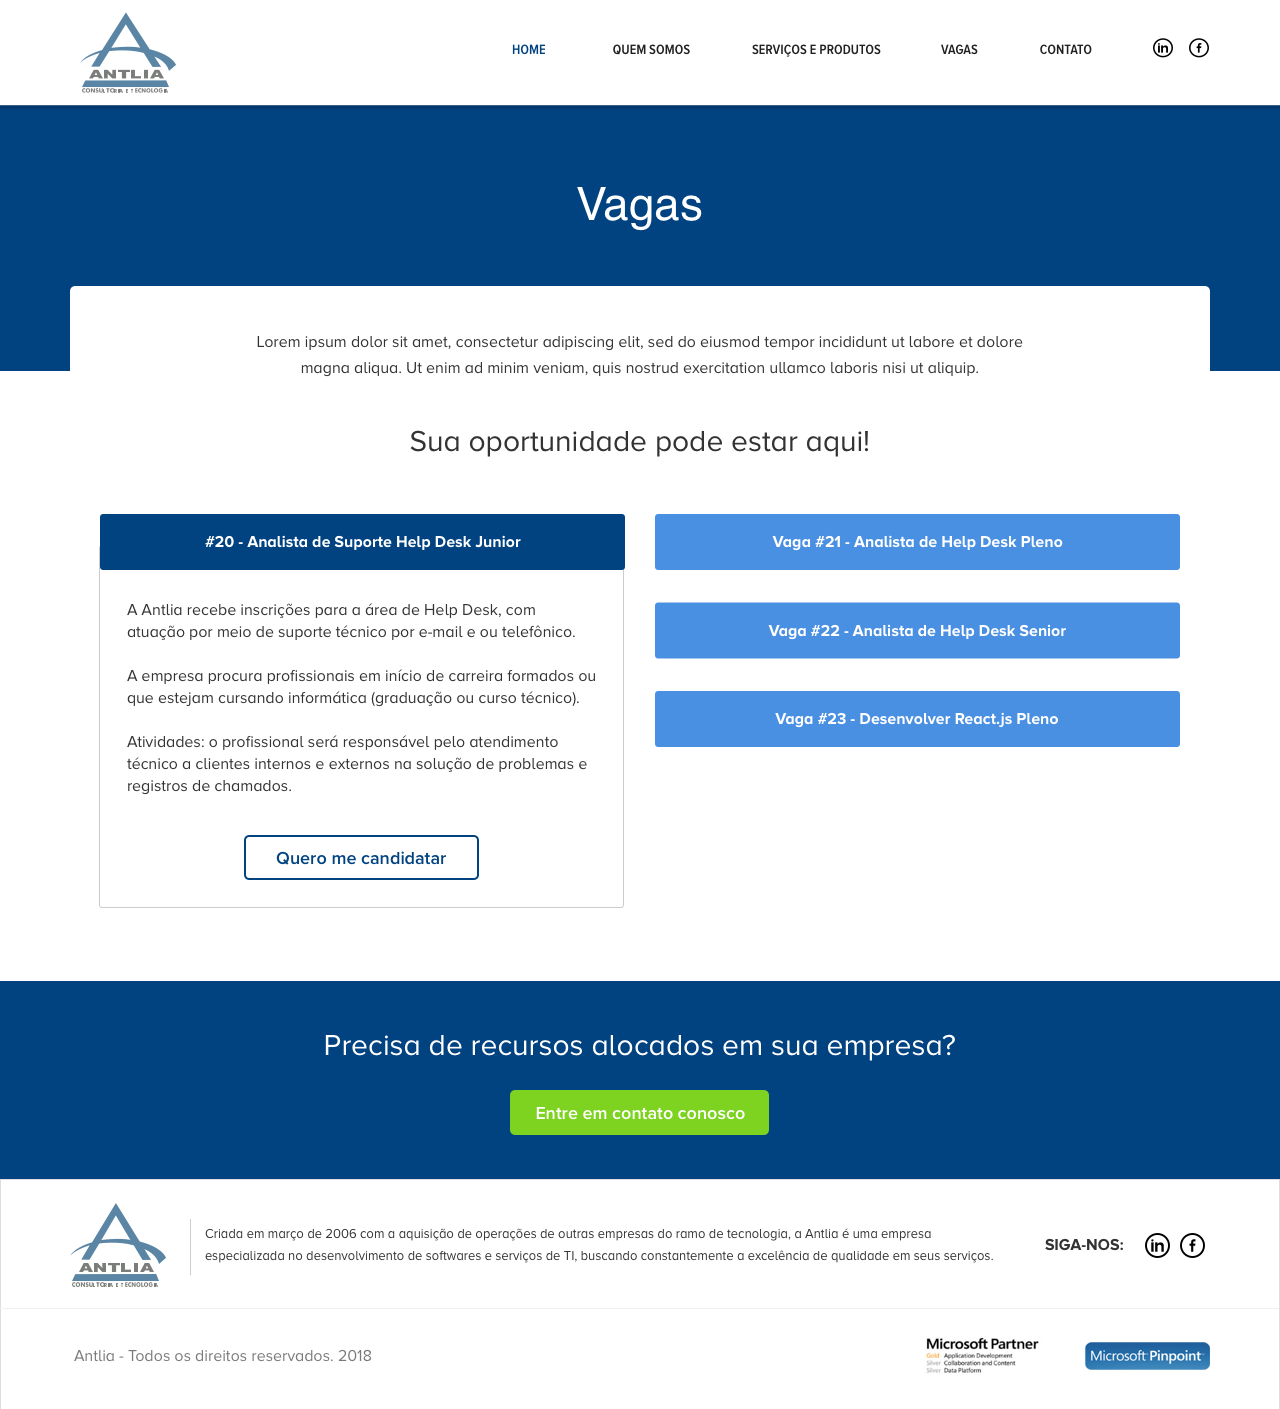 ANTLIA
CONSULTORIA E TECNOLOGIA
HOME
QUEM SOMOS
SERVIÇOS E PRODUTOS
VAGAS
CONTATO
in
f
Vagas
Lorem ipsum dolor sit amet, consectetur adipiscing elit, sed do eiusmod tempor incididunt ut labore et dolore
magna aliqua. Ut enim ad minim veniam, quis nostrud exercitation ullamco laboris nisi ut aliquip.
Sua oportunidade pode estar aqui!
#20 - Analista de Suporte Help Desk Junior
A Antlia recebe inscrições para a área de Help Desk, com
atuação por meio de suporte técnico por e-mail e ou telefônico.
A empresa procura profissionais em início de carreira formados ou
que estejam cursando informática (graduação ou curso técnico).
Atividades: o profissional será responsável pelo atendimento
técnico a clientes internos e externos na solução de problemas e
registros de chamados.
Quero me candidatar
Vaga #21 - Analista de Help Desk Pleno
Vaga #22 - Analista de Help Desk Senior
Vaga #23 - Desenvolver React.js Pleno
Precisa de recursos alocados em sua empresa?
Entre em contato conosco
ANTLIA
CONSULTORIA E TECNOLOGIA
Criada em março de 2006 com a aquisição de operações de outras empresas do ramo de tecnologia, a Antlia é uma empresa
especializada no desenvolvimento de softwares e serviços de TI, buscando constantemente a excelência de qualidade em seus serviços.
SIGA-NOS:
in
f
Antlia - Todos os direitos reservados. 2018
Microsoft Partner
Gold Application Development
Silver Collaboration and Content
Silver Data Platform
Microsoft Pinpoint